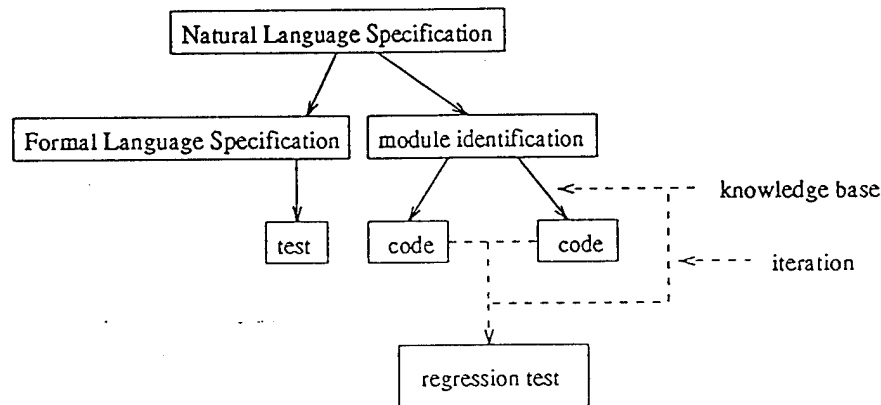 Natural Language Specification
Formal Language Specification
module identification
knowledge base
test
code
code
iteration
regression test